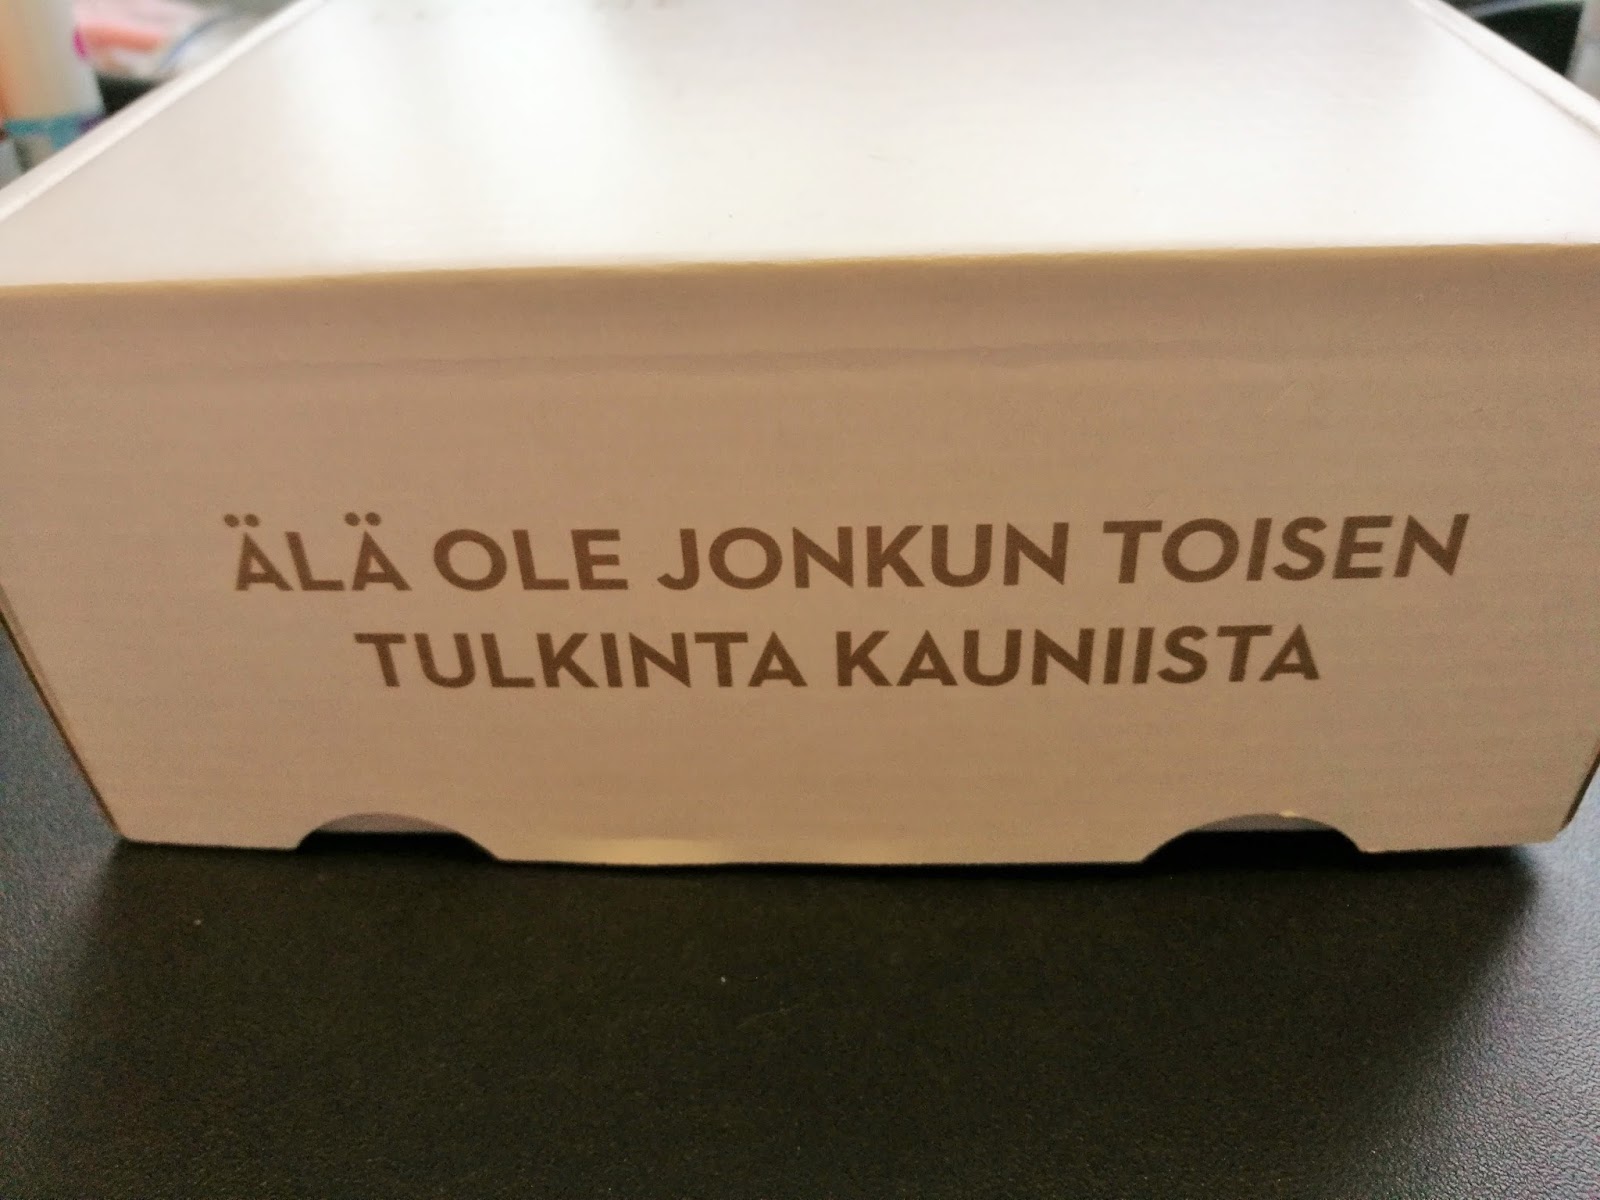 ÄLÄ OLE JONKUN TOISEN
TULKINTA KAUNIISTA